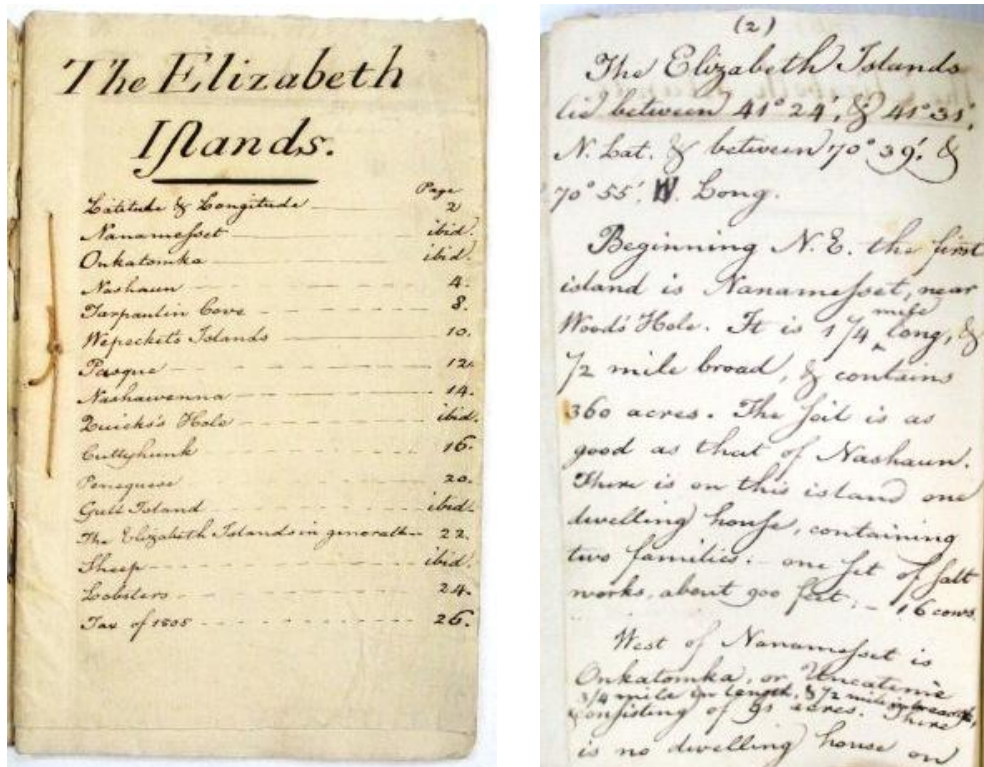 The Elizabeth
Iſlands.
Page
Latitude & Longitude 2
Nanameſset ibid.
Onkatomka ibid.
Nashaun 4.
Tarpaulin Cove 8.
Wepecket's Islands 10.
Pasque 12.
Nashawenna 14.
Quicks's Hole ibid.
Cuttyhunk 16.
Penequese 20.
Gull Island ibid.
The Elizabeth Islands in general 22.
Sheep ibid.
Lobsters 24.
Tax of 1805 26.
(2)
The Elizabeth Islands
lie between 41° 24', & 41° 31',
N. Lat. & between 70° 39'. &
70° 55'. W. Long.
Beginning N. E. the first
island is Nanameſset, near
Wood's Hole. It is 1 1/4 mile long, &
1/2 mile broad, & contains
360 acres. The ſoil is as
good as that of Nashaun.
There is on this island one
dwelling houſe, containing
two families: – one ſet of ſalt
works, about 900 feet; – 16 cows.
West of Nanameſset is
Onkatomka, or Uncatenie
3/4 mile in length, & 1/2 mile in breadth,
consisting of acres. There
is no dwelling house on